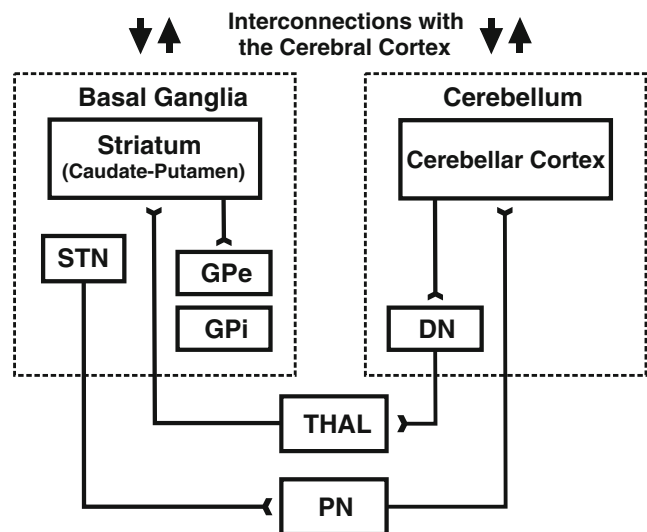 Interconnections with
the Cerebral Cortex
Basal Ganglia
Striatum
(Caudate-Putamen)
STN
GPe
GPi
Cerebellum
Cerebellar Cortex
DN
THAL
PN